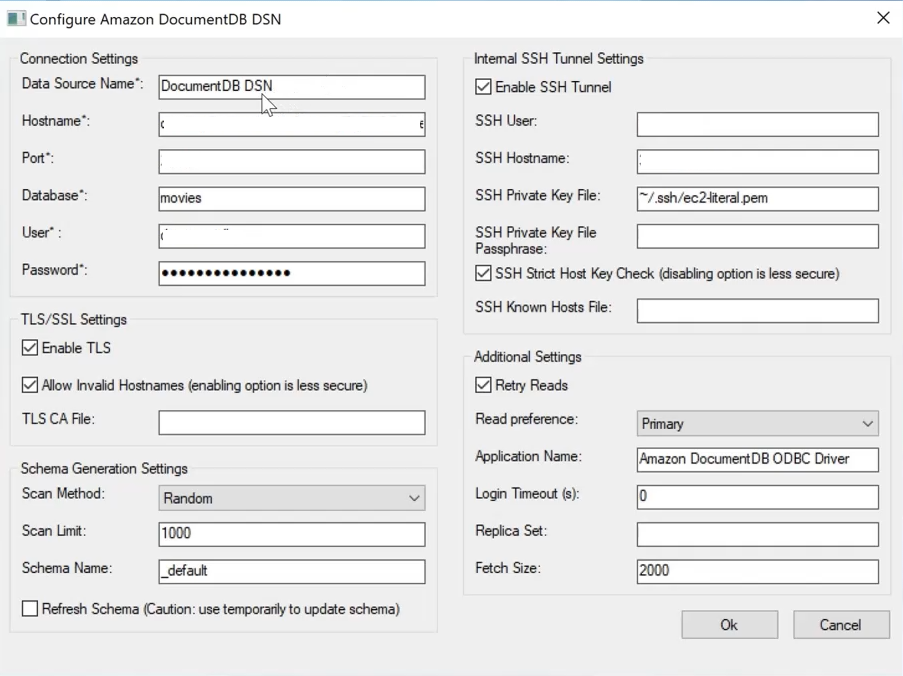 Configure Amazon DocumentDB DSN
Connection Settings
Data Source Name*: DocumentDB DSN
Hostname*:
Port*:
Database*: movies
User* :
Password*: ●●●●●●●●●●●●●●●
TLS/SSL Settings
Enable TLS
Allow Invalid Hostnames (enabling option is less secure)
TLS CA File:
Schema Generation Settings
Scan Method: Random
Scan Limit: 1000
Schema Name: _default
Refresh Schema (Caution: use temporarily to update schema)
Internal SSH Tunnel Settings
Enable SSH Tunnel
SSH User:
SSH Hostname:
SSH Private Key File: ~/.ssh/ec2-literal.pem
SSH Private Key File
Passphrase:
SSH Strict Host Key Check (disabling option is less secure)
SSH Known Hosts File:
Additional Settings
Retry Reads
Read preference: Primary
Application Name: Amazon DocumentDB ODBC Driver
Login Timeout (s): 0
Replica Set:
Fetch Size: 2000
Ok Cancel